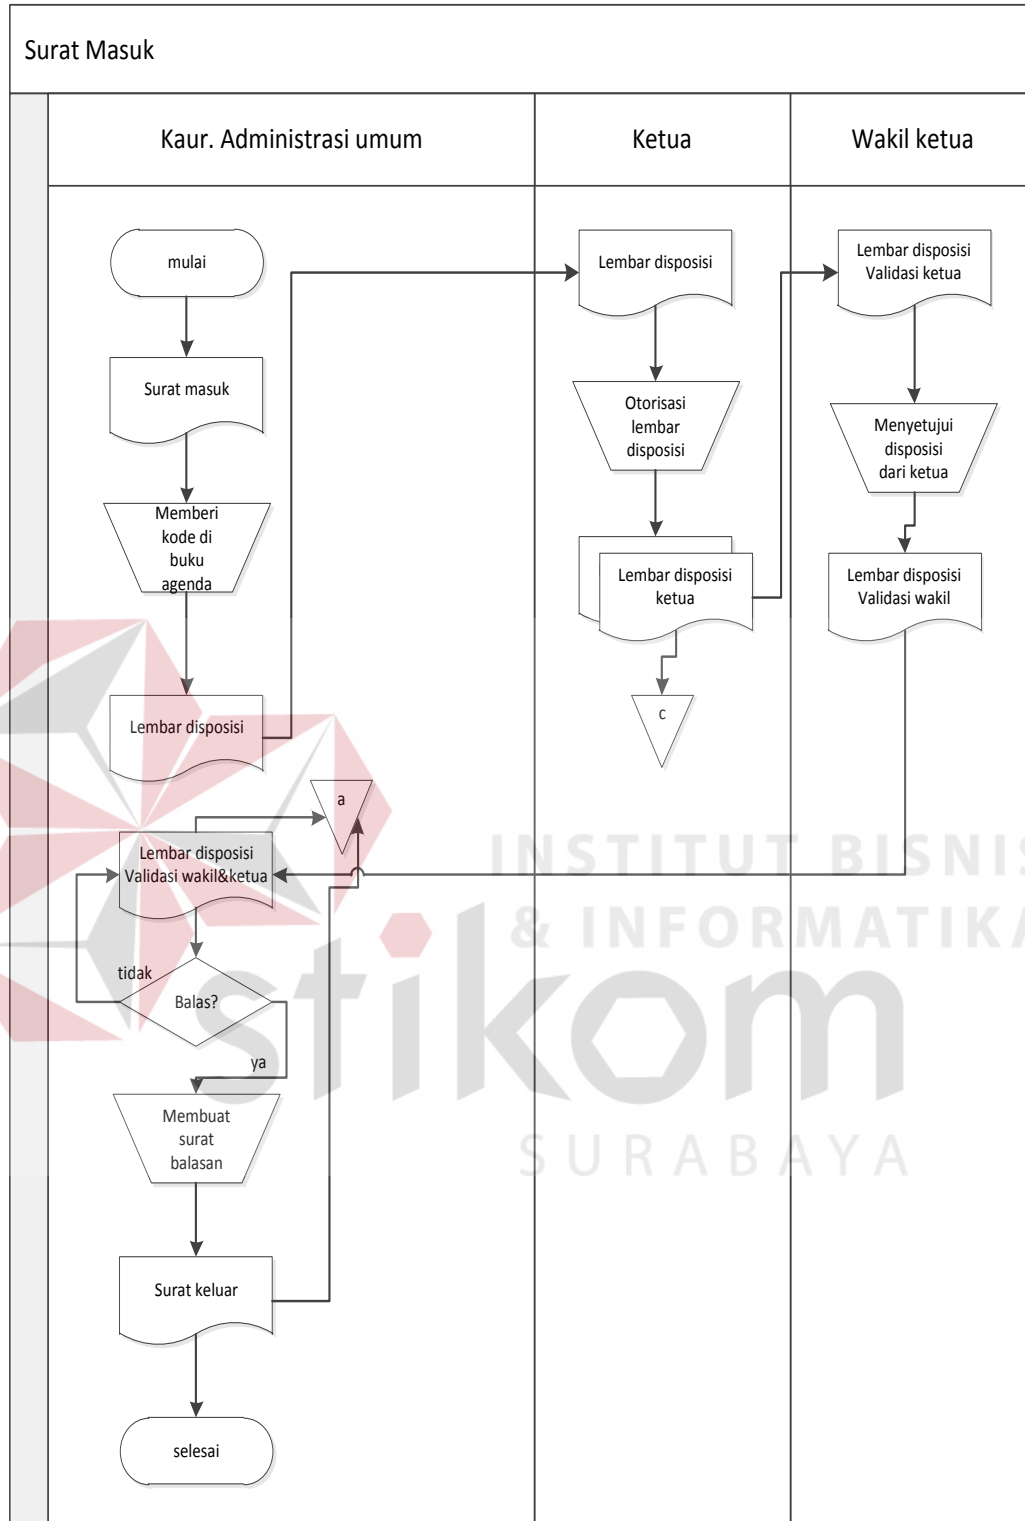 Surat Masuk
Kaur. Administrasi umum
Ketua
Wakil ketua
mulai
Surat masuk
Memberi
kode di
buku
agenda
Lembar disposisi
Lembar disposisi
Otorisasi
lembar
disposisi
Lembar disposisi
ketua
c
Lembar disposisi
Validasi ketua
Menyetujui
disposisi
dari ketua
Lembar disposisi
Validasi wakil
a
Lembar disposisi
Validasi wakil&ketua
tidak
Balas?
ya
Membuat
surat
balasan
Surat keluar
selesai
INSTITUT BISNIS
& INFORMATIKA
stikom
SURABAYA